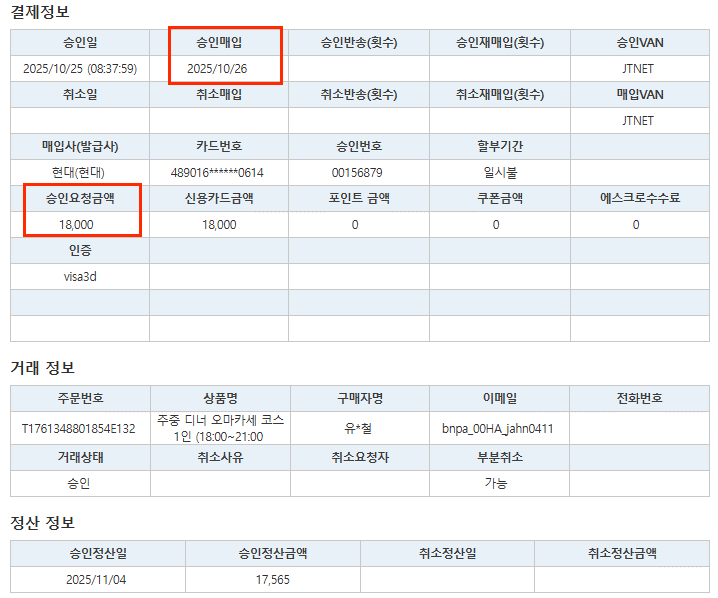 결제정보
승인일 승인매입 승인반송(횟수) 승인재매입(횟수) 승인VAN
2025/10/25 (08:37:59) 2025/10/26 JTNET
취소일 취소매입 취소반송(횟수) 취소재매입(횟수) 매입VAN
JTNET
매입사(발급사) 카드번호 승인번호 할부기간
현대(현대) 489016******0614 00156879 일시불
승인요청금액 신용카드금액 포인트 금액 쿠폰금액 에스크로수수료
18,000 18,000 0 0 0
인증
visa3d
거래 정보
주문번호 상품명 구매자명 이메일 전화번호
T1761348801854E132 주중 디너 오마카세 코스 유*철 bnpa_00HA_jahn0411
1인 (18:00~21:00
거래상태 취소사유 취소요청자 부분취소
승인 가능
정산 정보
승인정산일 승인정산금액 취소정산일 취소정산금액
2025/11/04 17,565